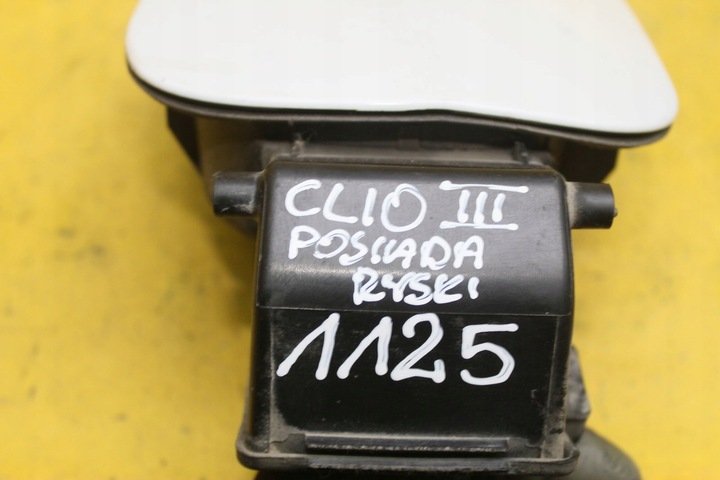 CLIO III
POSIADA
RYSKI
1125